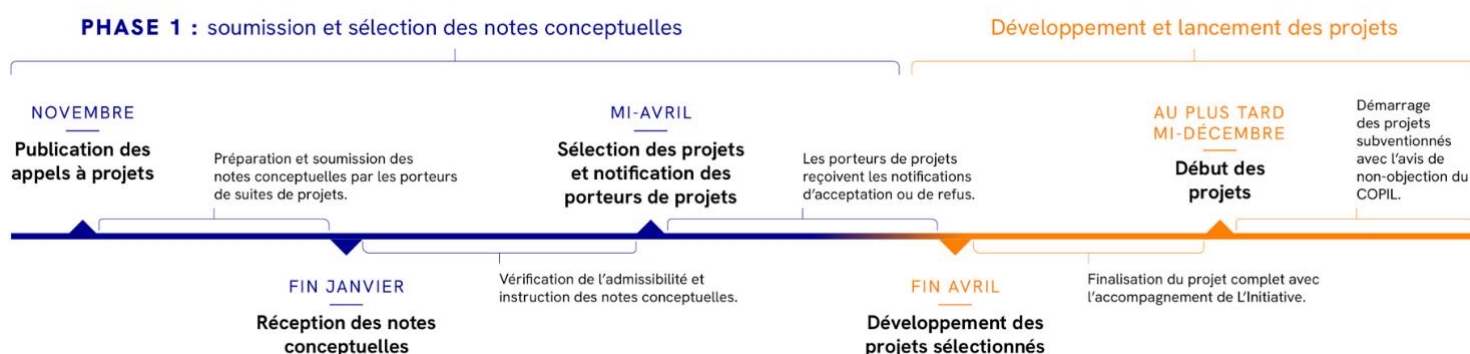 PHASE 1 : soumission et sélection des notes conceptuelles
Développement et lancement des projets
NOVEMBRE
Publication des
appels à projets
Préparation et soumission des
notes conceptuelles par les porteurs
de suites de projets.
FIN JANVIER
Réception des notes
conceptuelles
Vérification de l'admissibilité et
instruction des notes conceptuelles.
MI-AVRIL
Sélection des projets
et notification des
porteurs de projets
Les porteurs de projets
reçoivent les notifications
d'acceptation ou de refus.
FIN AVRIL
Développement des
projets sélectionnés
Finalisation du projet complet avec
l'accompagnement de L'Initiative.
AU PLUS TARD
MI-DÉCEMBRE
Début des
projets
Démarrage
des projets
subventionnés
avec l'avis de
non-objection du
COPIL.